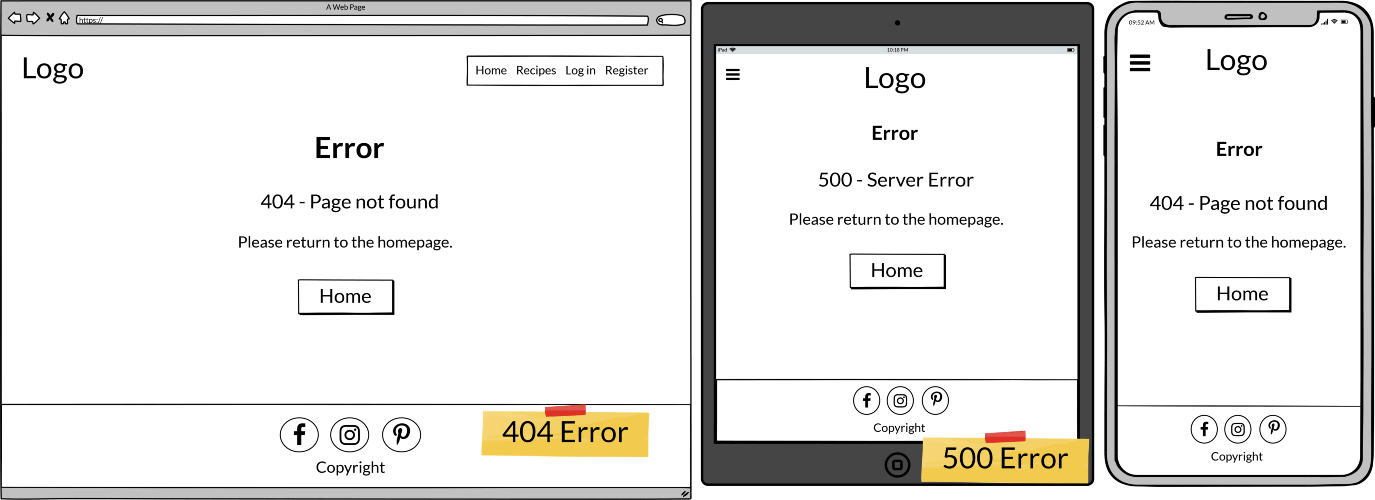 A Web Page
https://
Logo
Home Recipes Log in Register
Error
404 - Page not found
Please return to the homepage.
Home
Copyright
404 Error
iPad
10:18 PM
Logo
Error
500 - Server Error
Please return to the homepage.
Home
Copyright
500 Error
09:52 AM
Logo
Error
404 - Page not found
Please return to the homepage.
Home
Copyright